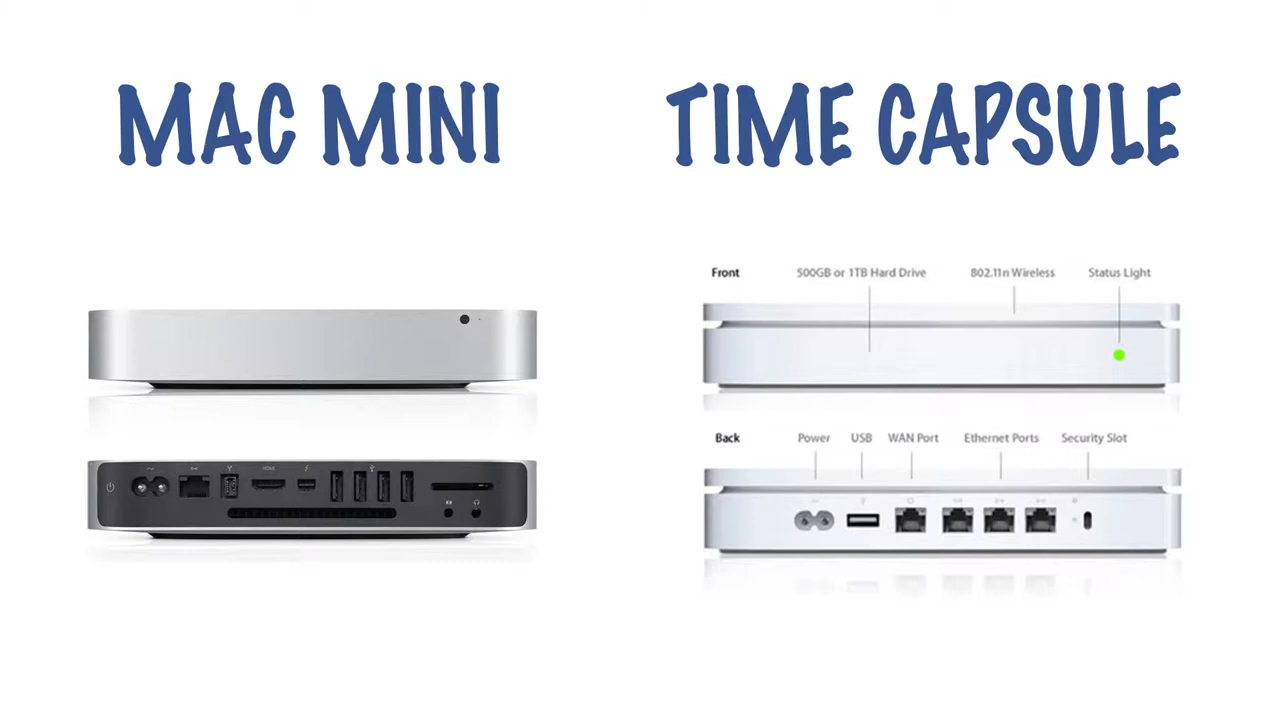 MAC MINI
TIME CAPSULE
Front
500GB or 1TB Hard Drive
802.11n Wireless
Status Light
Back
Power
USB
WAN Port
Ethernet Ports
Security Slot
HDMI